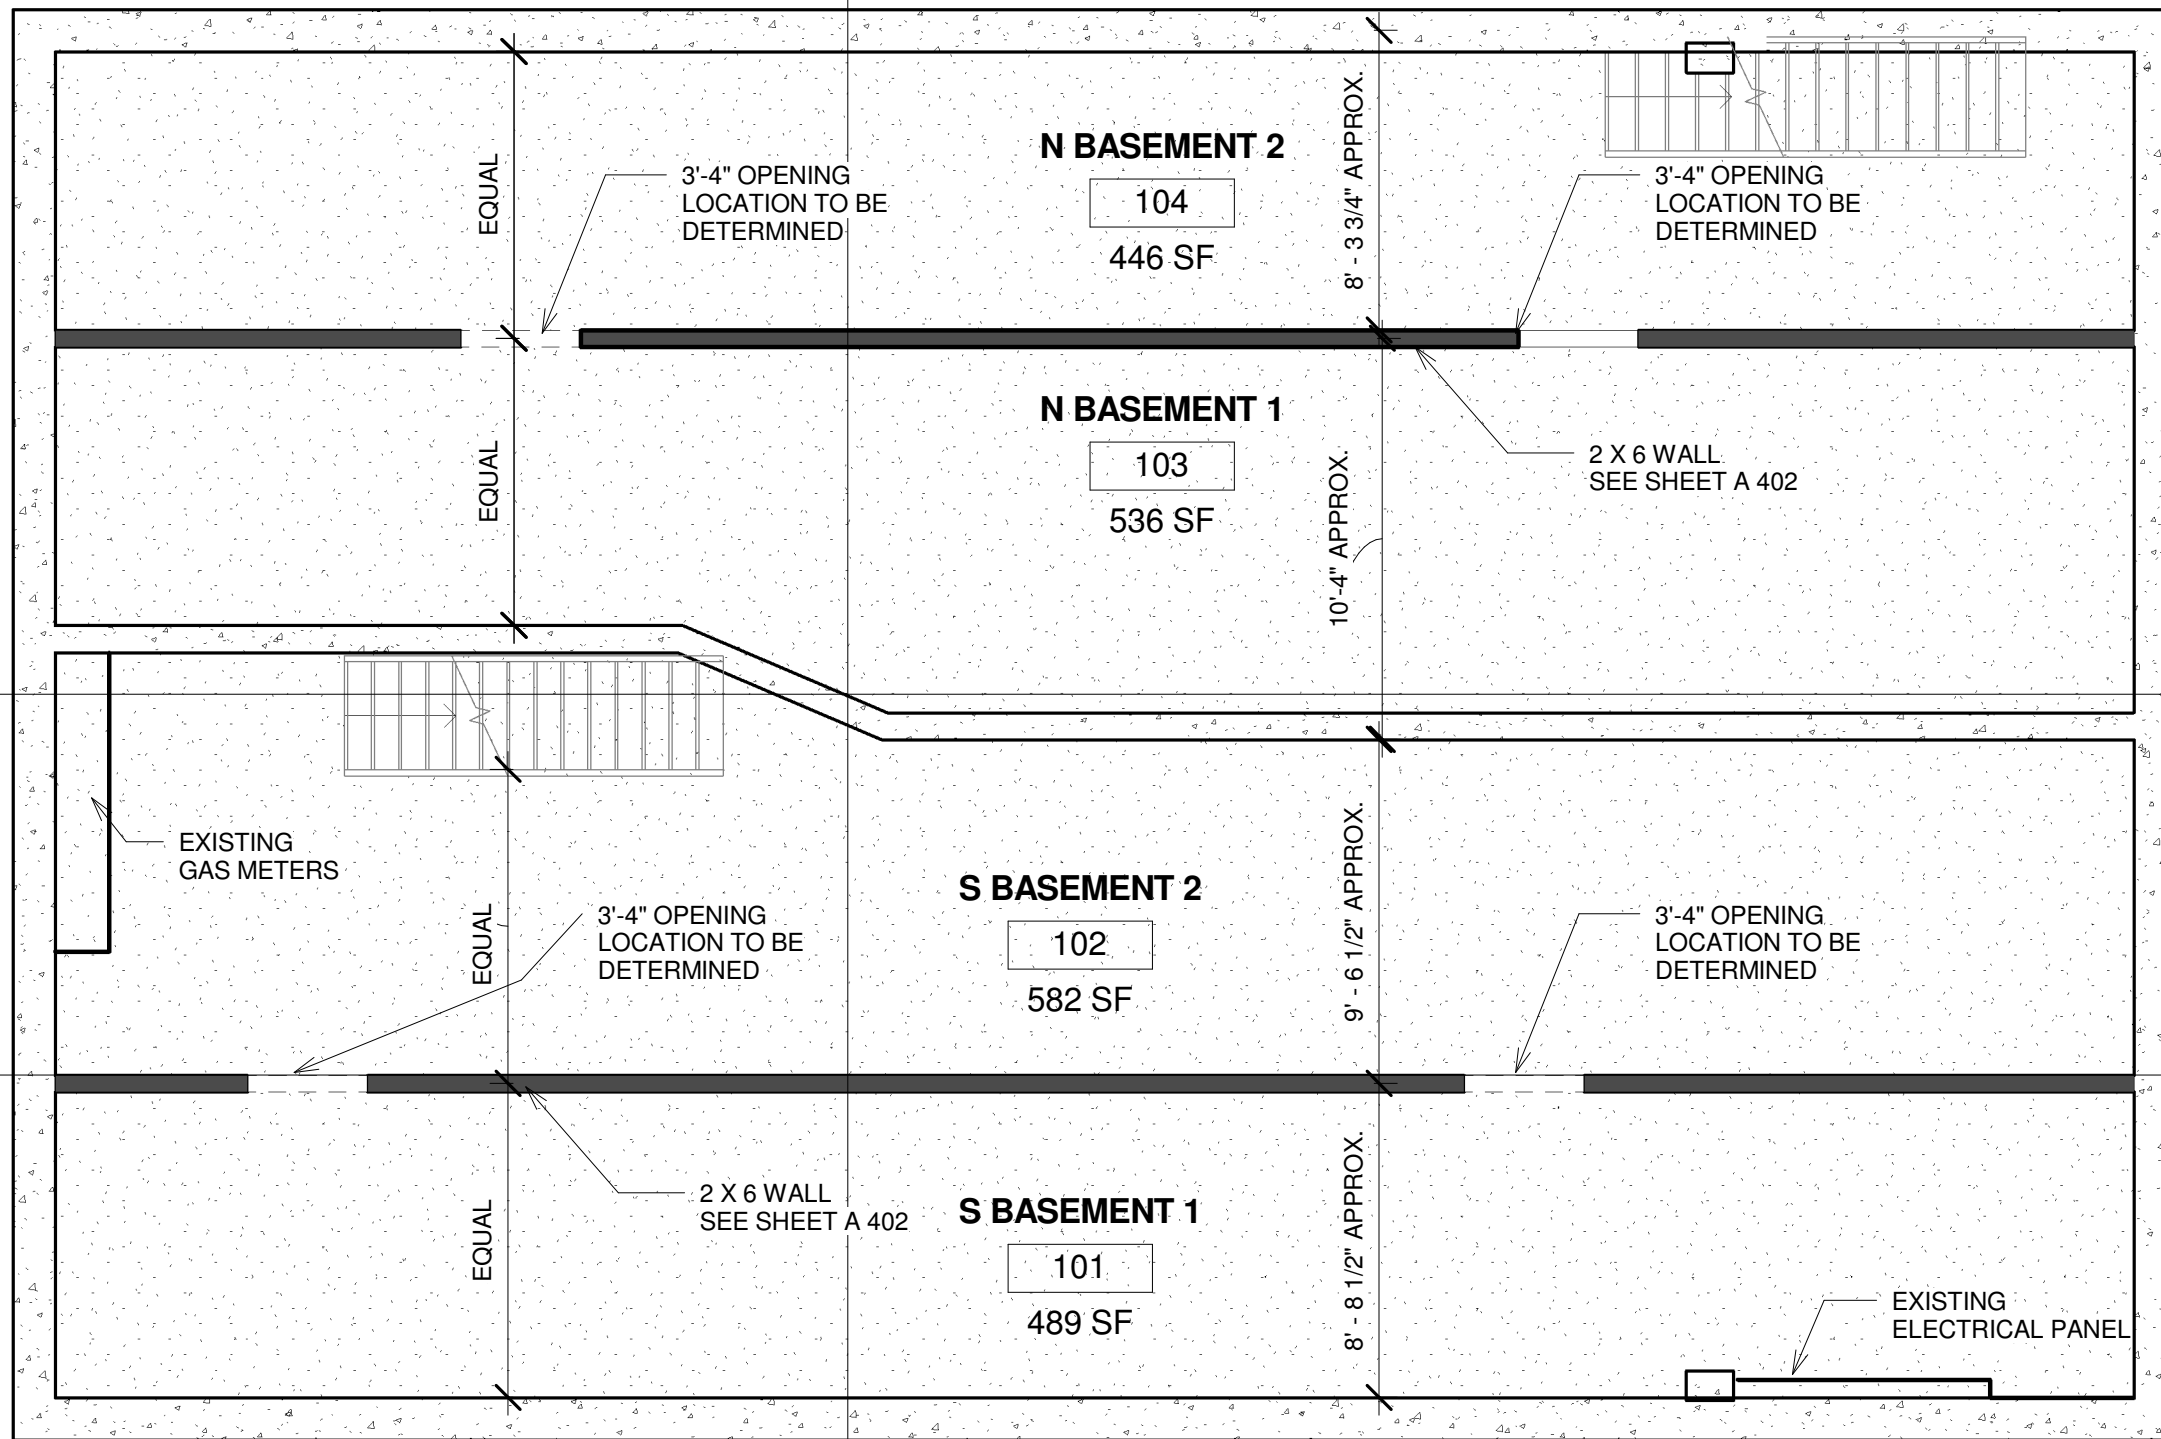 N BASEMENT 2
104
446 SF
EQUAL
3'-4" OPENING
LOCATION TO BE
DETERMINED
8' - 3 3/4" APPROX.
3'-4" OPENING
LOCATION TO BE
DETERMINED
N BASEMENT 1
103
536 SF
EQUAL
10'-4" APPROX.
2 X 6 WALL
SEE SHEET A 402
EXISTING
GAS METERS
S BASEMENT 2
102
582 SF
EQUAL
3'-4" OPENING
LOCATION TO BE
DETERMINED
9' - 6 1/2" APPROX.
3'-4" OPENING
LOCATION TO BE
DETERMINED
2 X 6 WALL
SEE SHEET A 402
S BASEMENT 1
101
489 SF
EQUAL
8' - 8 1/2" APPROX.
EXISTING
ELECTRICAL PANEL